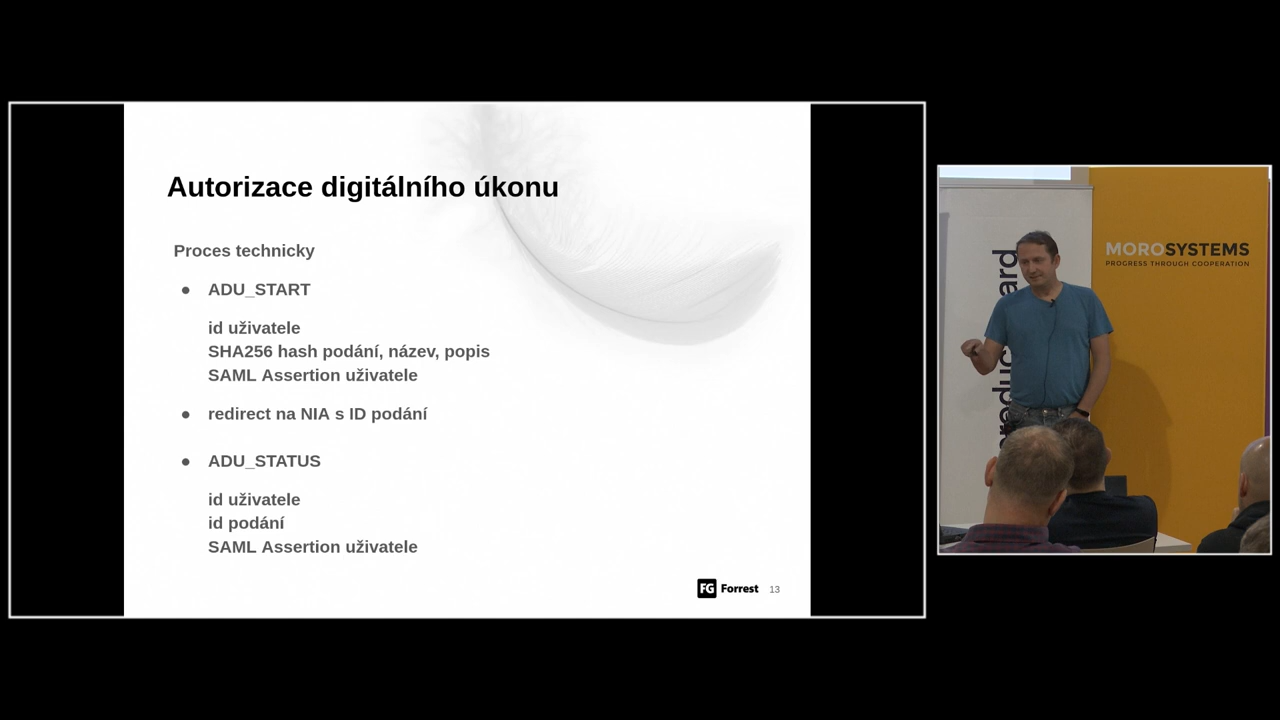 Autorizace digitálního úkonu
Proces technicky
● ADU_START
id uživatele
SHA256 hash podání, název, popis
SAML Assertion uživatele
● redirect na NIA s ID podání
● ADU_STATUS
id uživatele
id podání
SAML Assertion uživatele
FG Forrest 13
MOROSYSTEMS
PROGRESS THROUGH COOPERATION